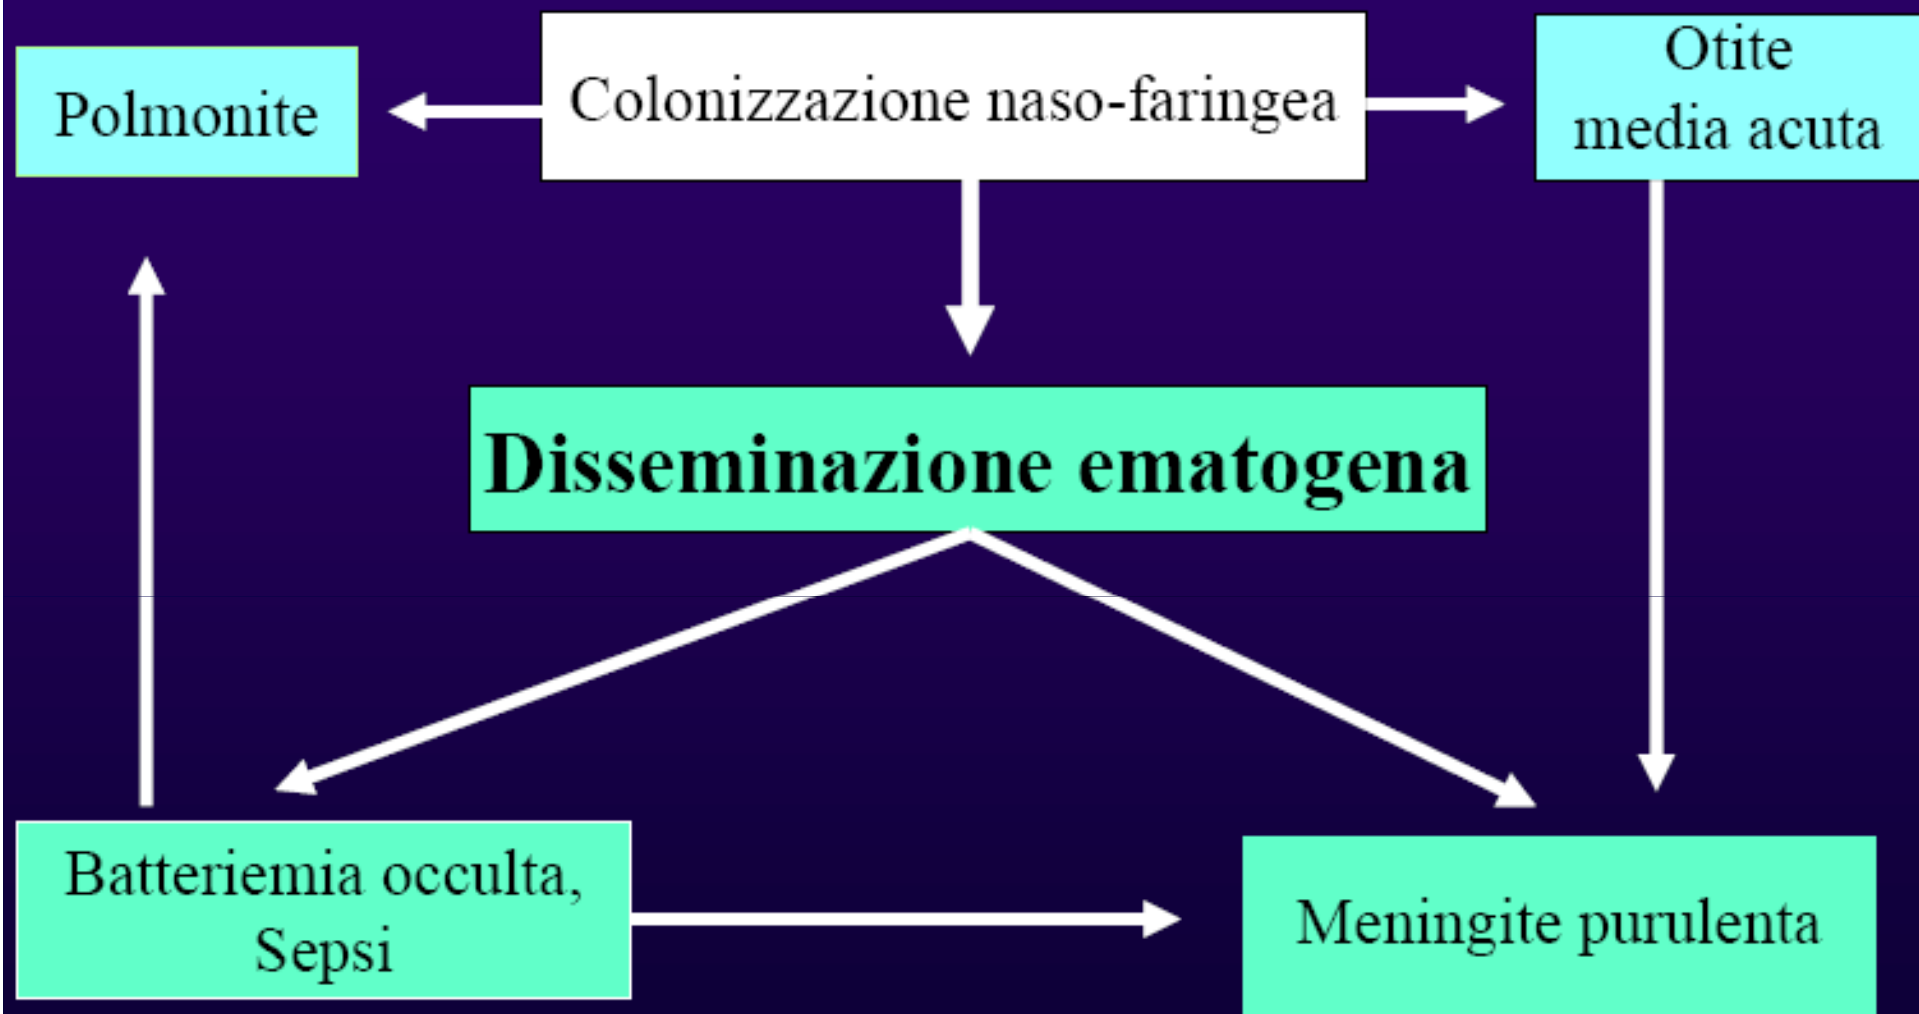 Polmonite
Colonizzazione naso-faringea
Otite
media acuta
Disseminazione ematogena
Batteriemia occulta,
Sepsi
Meningite purulenta